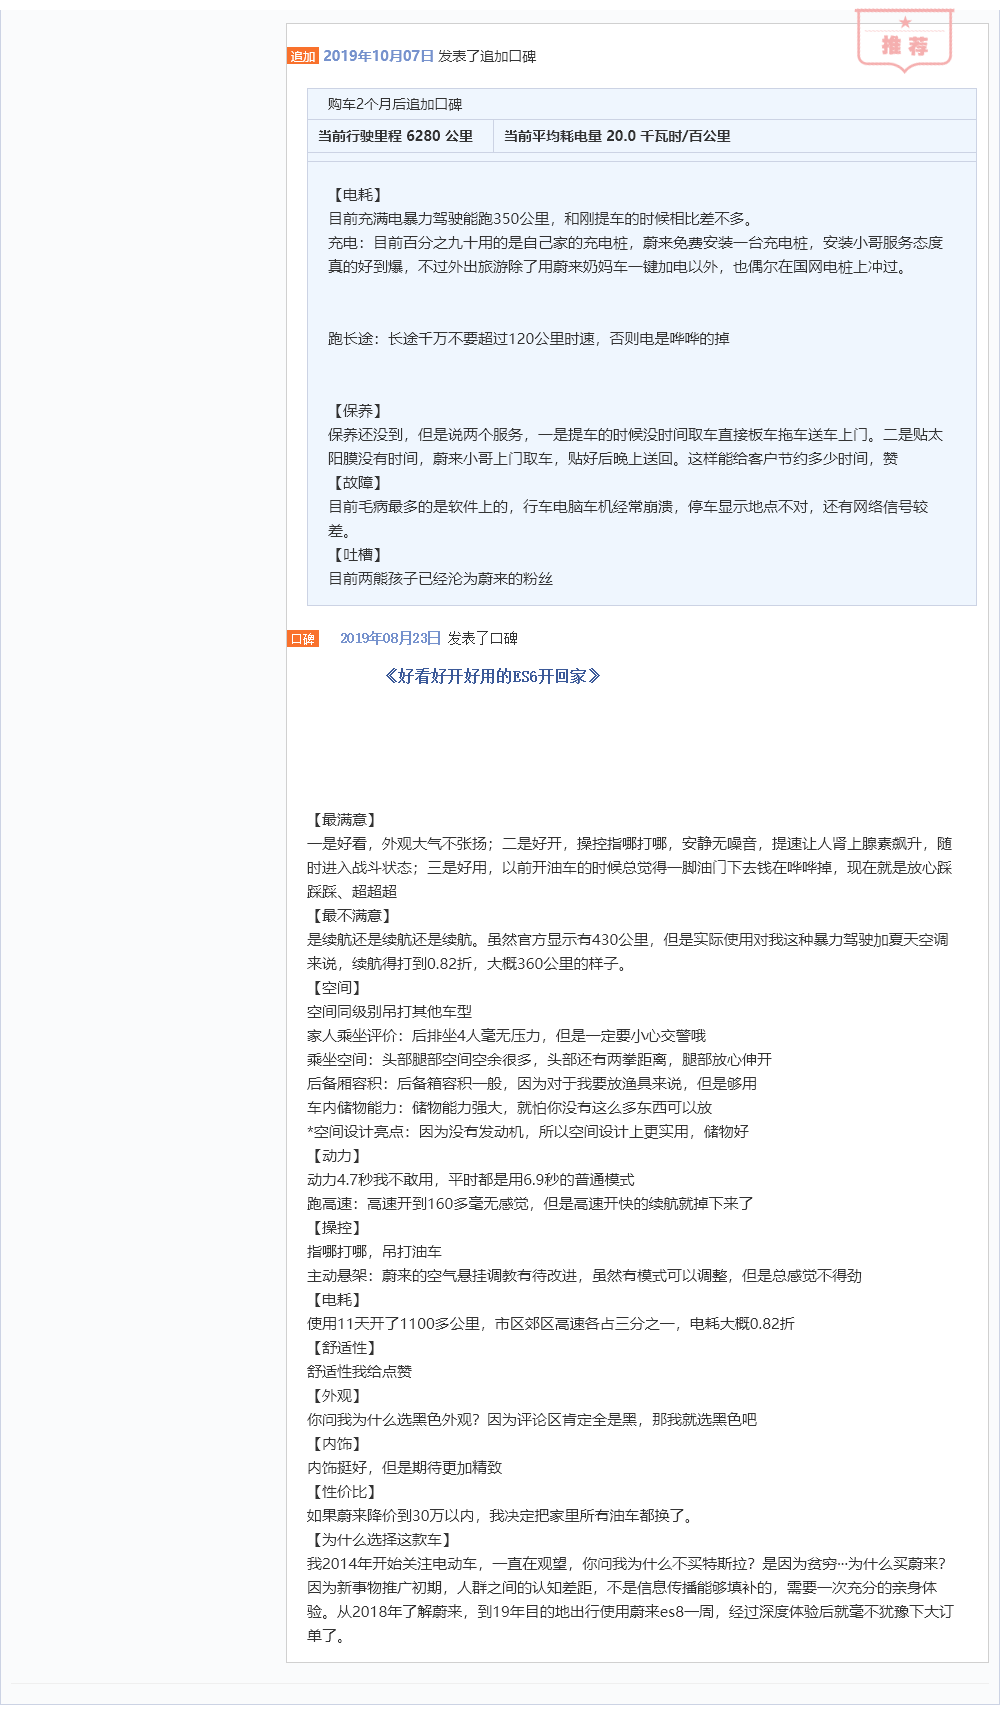 推荐
追加 2019年10月07日 发表了追加口碑
购车2个月后追加口碑
当前行驶里程 6280 公里 当前平均耗电量 20.0 千瓦时/百公里
【电耗】
目前充满电暴力驾驶能跑350公里，和刚提车的时候相比差不多。
充电：目前百分之九十用的是自己家的充电桩，蔚来免费安装一台充电桩，安装小哥服务态度
真的好到爆，不过外出旅游除了用蔚来奶妈车一键加电以外，也偶尔在国网电桩上冲过。
跑长途：长途千万不要超过120公里时速，否则电是哗哗的掉
【保养】
保养还没到，但是说两个服务，一是提车的时候没时间取车直接板车拖车送车上门。二是贴太
阳膜没有时间，蔚来小哥上门取车，贴好后晚上送回。这样能给客户节约多少时间，赞
【故障】
目前毛病最多的是软件上的，行车电脑车机经常崩溃，停车显示地点不对，还有网络信号较
差。
【吐槽】
目前两熊孩子已经沦为蔚来的粉丝
口碑 2019年08月23日 发表了口碑
《好看好开好用的ES6开回家》
【最满意】
一是好看，外观大气不张扬；二是好开，操控指哪打哪，安静无噪音，提速让人肾上腺素飙升，随
时进入战斗状态；三是好用，以前开油车的时候总觉得一脚油门下去钱在哗哗掉，现在就是放心踩
踩踩、超超超
【最不满意】
是续航还是续航还是续航。虽然官方显示有430公里，但是实际使用对我这种暴力驾驶加夏天空调
来说，续航得打到0.82折，大概360公里的样子。
【空间】
空间同级别吊打其他车型
家人乘坐评价：后排坐4人毫无压力，但是一定要小心交警哦
乘坐空间：头部腿部空间空余很多，头部还有两拳距离，腿部放心伸开
后备厢容积：后备箱容积一般，因为对于我要放渔具来说，但是够用
车内储物能力：储物能力强大，就怕你没有这么多东西可以放
*空间设计亮点：因为没有发动机，所以空间设计上更实用，储物好
【动力】
动力4.7秒我不敢用，平时都是用6.9秒的普通模式
跑高速：高速开到160多毫无感觉，但是高速开快的续航就掉下来了
【操控】
指哪打哪，吊打油车
主动悬架：蔚来的空气悬挂调教有待改进，虽然有模式可以调整，但是总感觉不得劲
【电耗】
使用11天开了1100多公里，市区郊区高速各占三分之一，电耗大概0.82折
【舒适性】
舒适性我给点赞
【外观】
你问我为什么选黑色外观？因为评论区肯定全是黑，那我就选黑色吧
【内饰】
内饰挺好，但是期待更加精致
【性价比】
如果蔚来降价到30万以内，我决定把家里所有油车都换了。
【为什么选择这款车】
我2014年开始关注电动车，一直在观望，你问我为什么不买特斯拉？是因为贫穷···为什么买蔚来？
因为新事物推广初期，人群之间的认知差距，不是信息传播能够填补的，需要一次充分的亲身体
验。从2018年了解蔚来，到19年目的地出行使用蔚来es8一周，经过深度体验后就毫不犹豫下大订
单了。